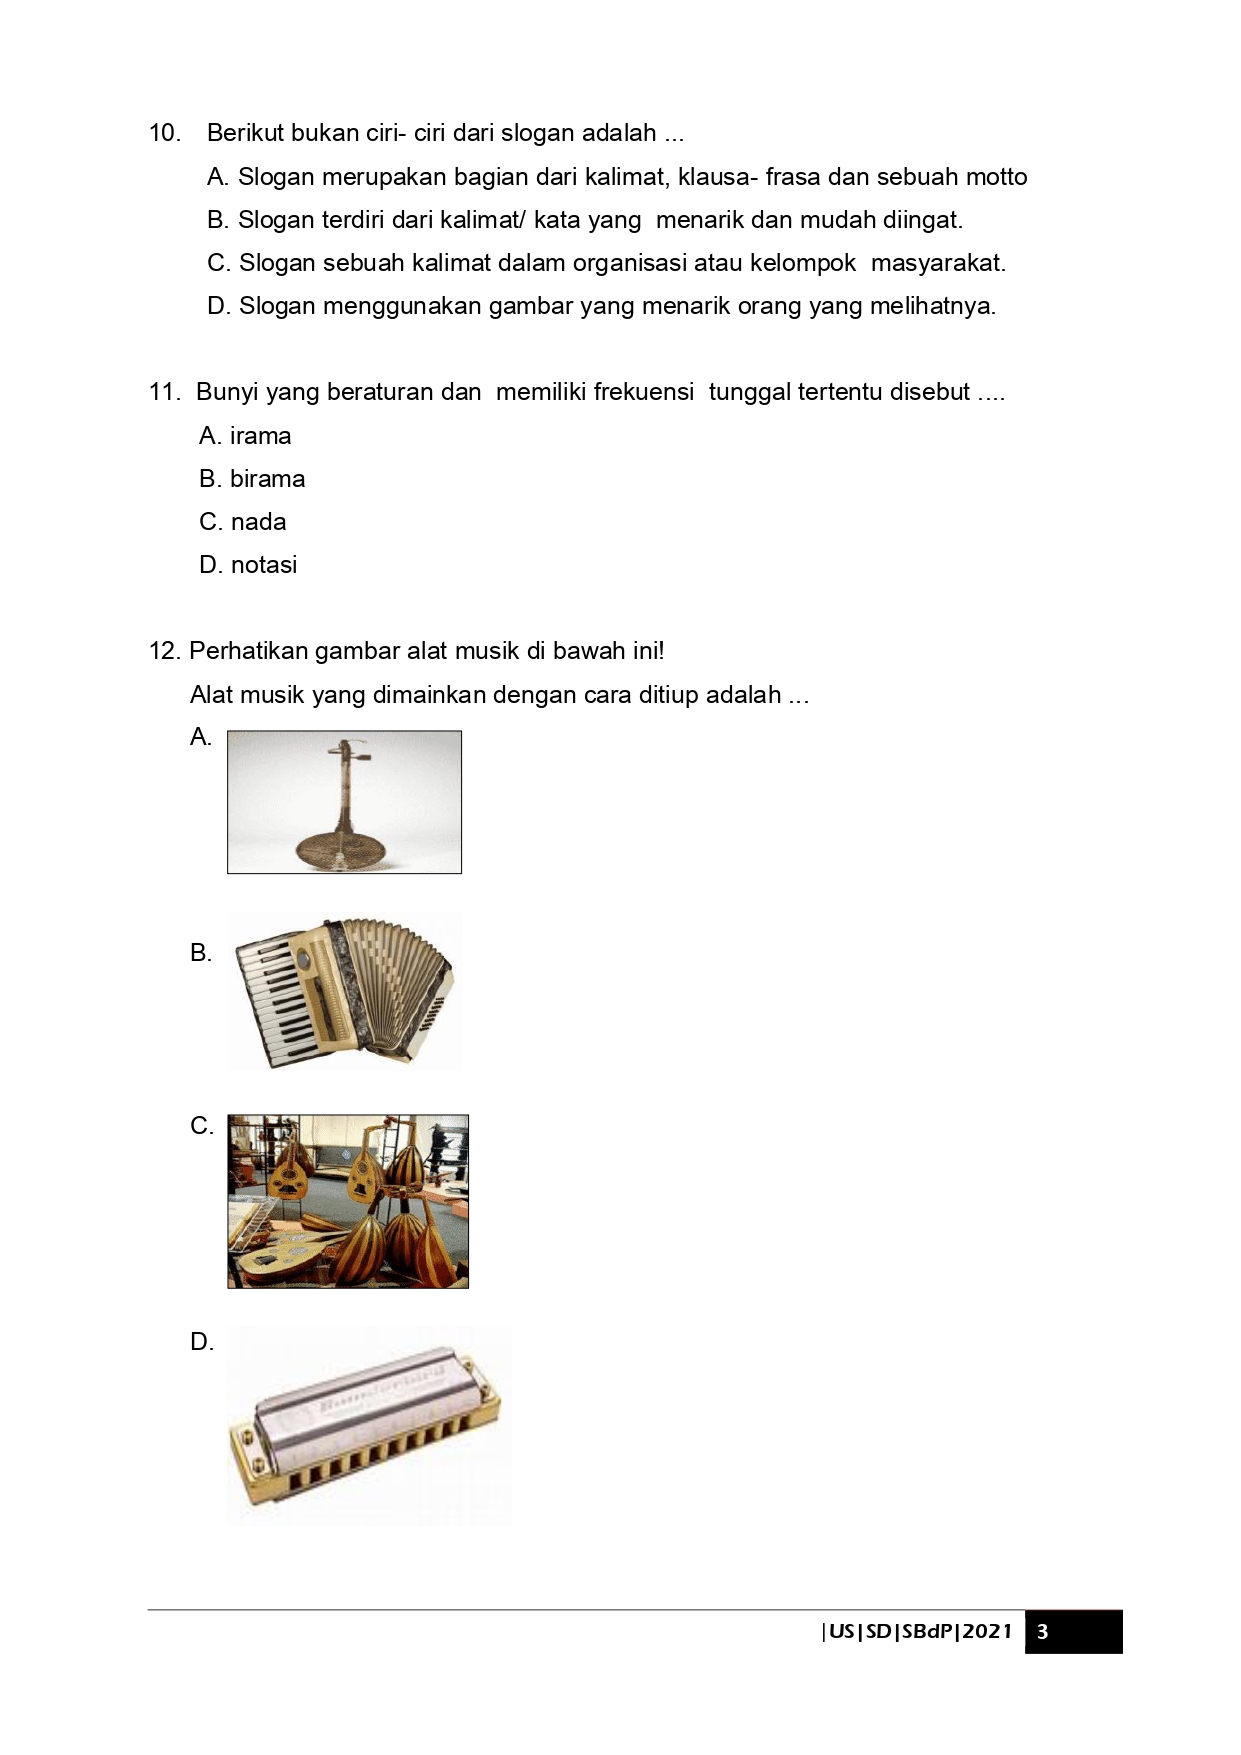 10. Berikut bukan ciri- ciri dari slogan adalah ...
A. Slogan merupakan bagian dari kalimat, klausa- frasa dan sebuah motto
B. Slogan terdiri dari kalimat/ kata yang menarik dan mudah diingat.
C. Slogan sebuah kalimat dalam organisasi atau kelompok masyarakat.
D. Slogan menggunakan gambar yang menarik orang yang melihatnya.
11. Bunyi yang beraturan dan memiliki frekuensi tunggal tertentu disebut ....
A. irama
B. birama
C. nada
D. notasi
12. Perhatikan gambar alat musik di bawah ini!
Alat musik yang dimainkan dengan cara ditiup adalah ...
A.
B.
C.
D.
|US|SD|SBdP|2021 3